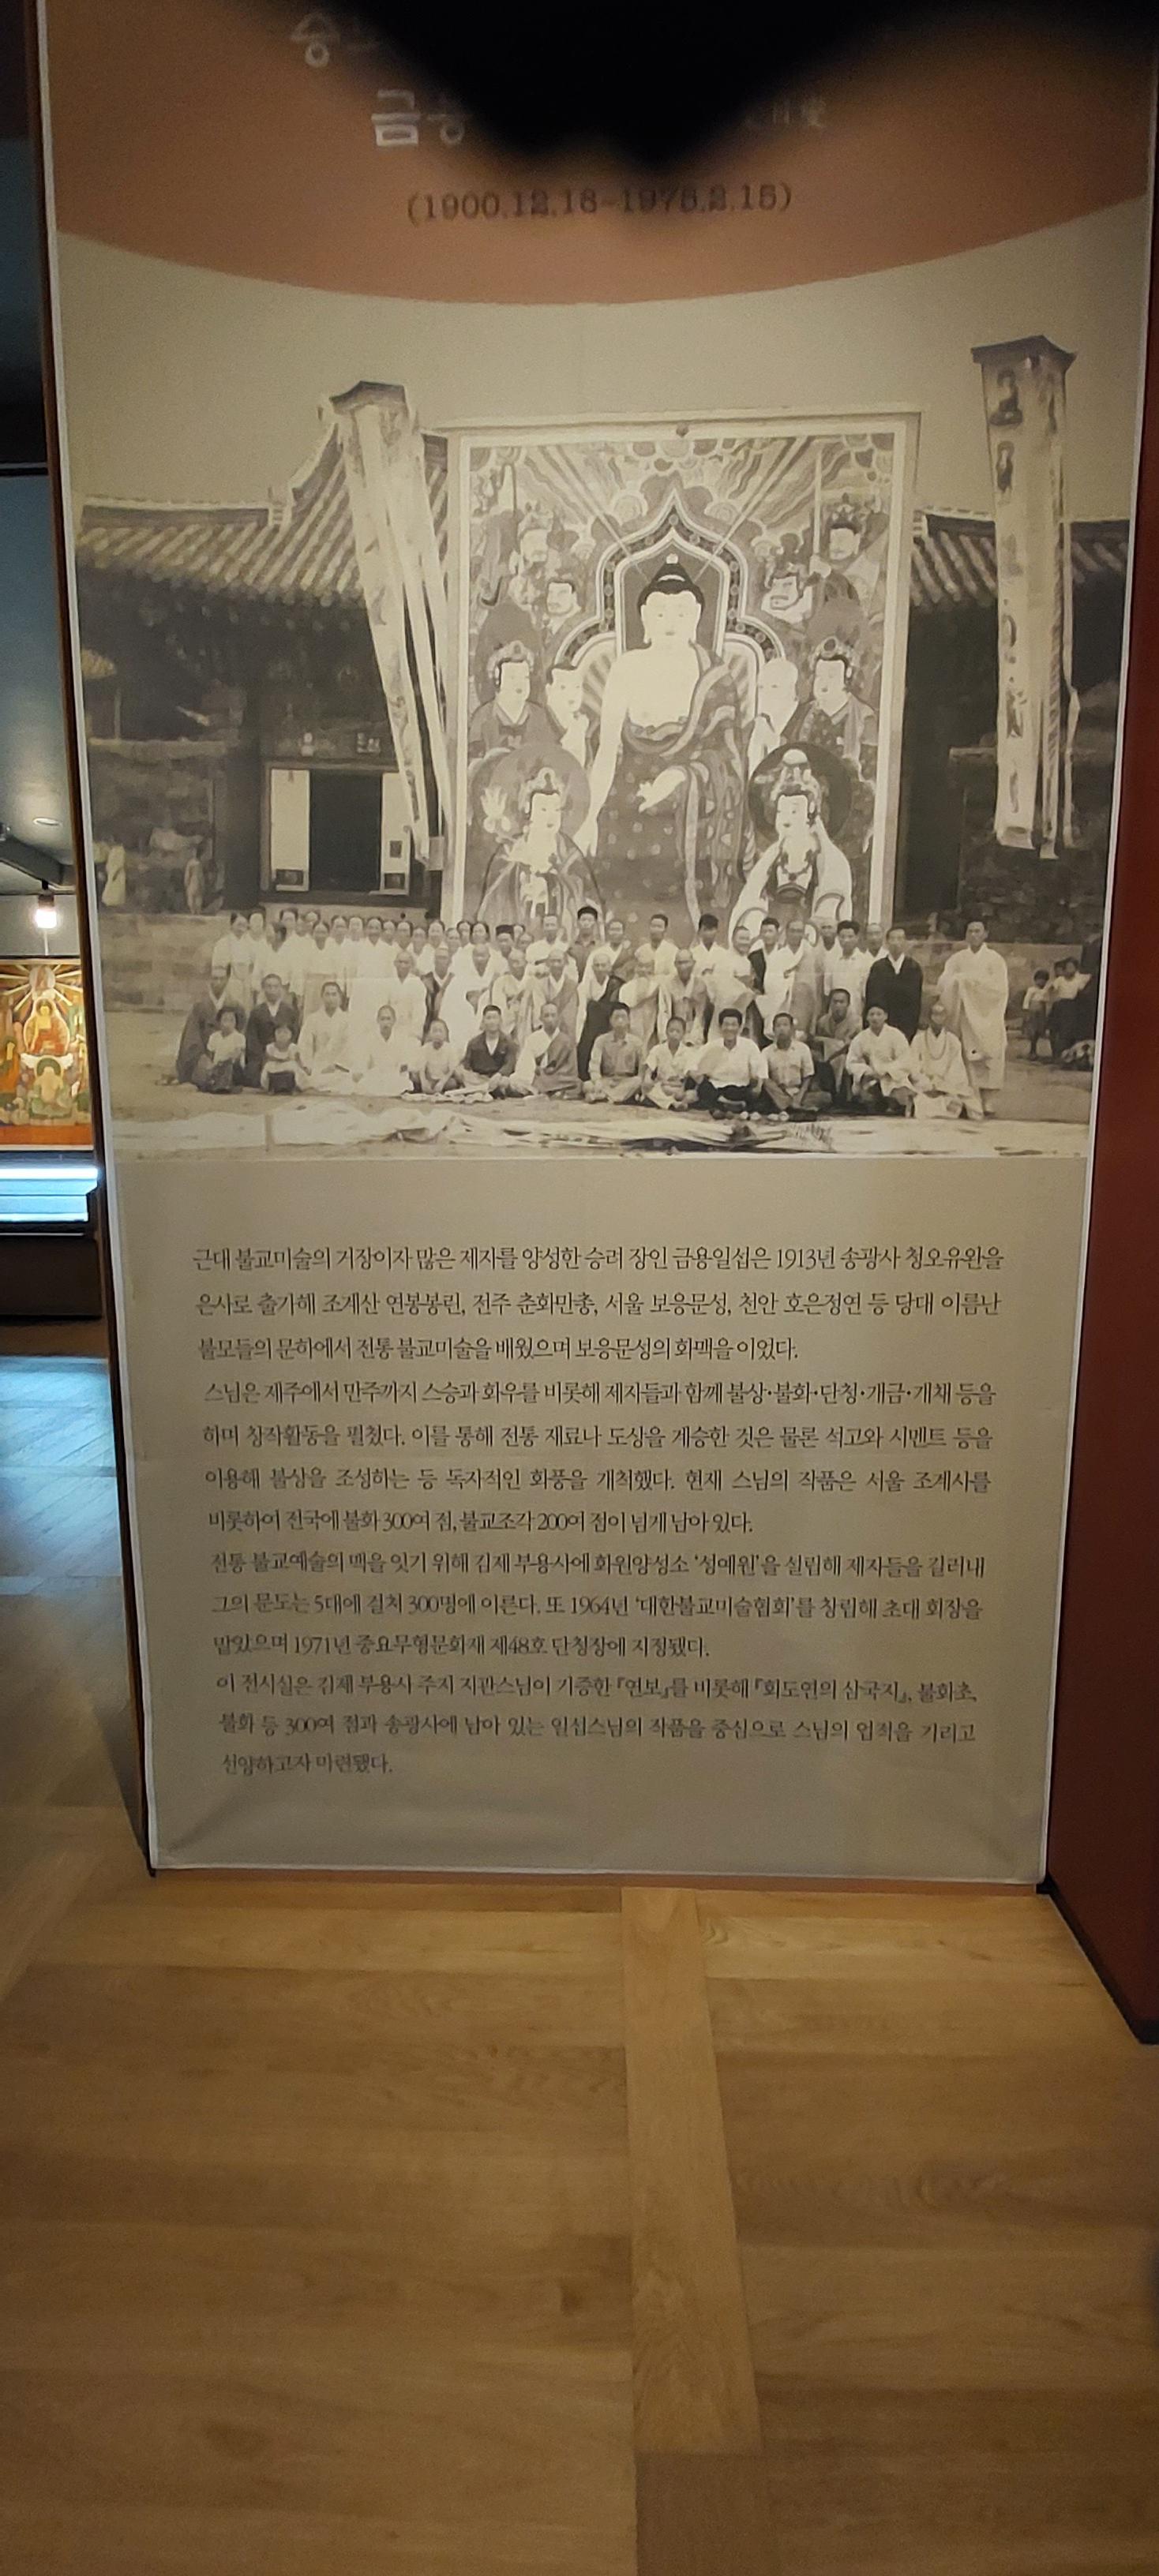 금용
(1900.12.16~1975.2.15)
근대 불교미술의 거장이자 많은 제자를 양성한 승려 장인 금용일섭은 1913년 송광사 청오유완을
은사로 출가해 조계산 연봉봉린, 전주 춘화만총, 서울 보응문성, 천안 호은정연 등 당대 이름난
불모들의 문하에서 전통 불교미술을 배웠으며 보응문성의 화맥을 이었다.
스님은 제주에서 만주까지 스승과 화우를 비롯해 제자들과 함께 불상·불화·단청·개금·개채 등을
하며 창작활동을 펼쳤다. 이를 통해 전통 재료나 도상을 계승한 것은 물론 석고와 시멘트 등을
이용해 불상을 조성하는 등 독자적인 화풍을 개척했다. 현재 스님의 작품은 서울 조계사를
비롯하여 전국에 불화 300여 점, 불교조각 200여 점이 넘게 남아 있다.
전통 불교예술의 맥을 잇기 위해 김제 부용사에 화원양성소 ‘성예원’을 설립해 제자들을 길러내
그의 문도는 5대에 걸쳐 300명에 이른다. 또 1964년 ‘대한불교미술협회’를 창립해 초대 회장을
맡았으며 1971년 중요무형문화재 제48호 단청장에 지정됐다.
이 전시실은 김제 부용사 주지 지관스님이 기증한 『연보』를 비롯해 『회도연의 삼국지』, 불화초,
불화 등 300여 점과 송광사에 남아 있는 일섭스님의 작품을 중심으로 스님의 업적을 기리고
선양하고자 마련됐다.